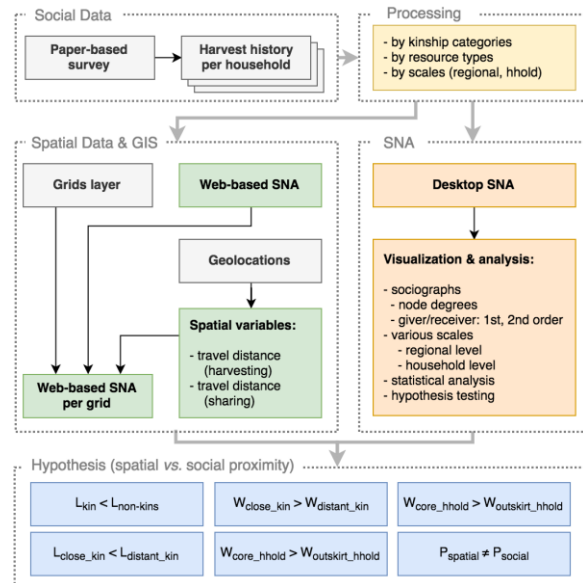 Social Data
Paper-based
survey
Harvest history
per household
Processing
- by kinship categories
- by resource types
- by scales (regional, hhold)
Spatial Data & GIS
Grids layer
Web-based SNA
Geolocations
Spatial variables:
- travel distance
(harvesting)
- travel distance
(sharing)
Web-based SNA
per grid
SNA
Desktop SNA
Visualization & analysis:
- sociographs
- node degrees
- giver/receiver: 1st, 2nd order
- various scales
- regional level
- household level
- statistical analysis
- hypothesis testing
Hypothesis (spatial vs. social proximity)
Lkin < Lnon-kins
Wclose_kin > Wdistant_kin
Wcore_hhold > Woutskirt_hhold
Lclose_kin < Ldistant_kin
Wcore_hhold > Woutskirt_hhold
Pspatial ≠ Psocial